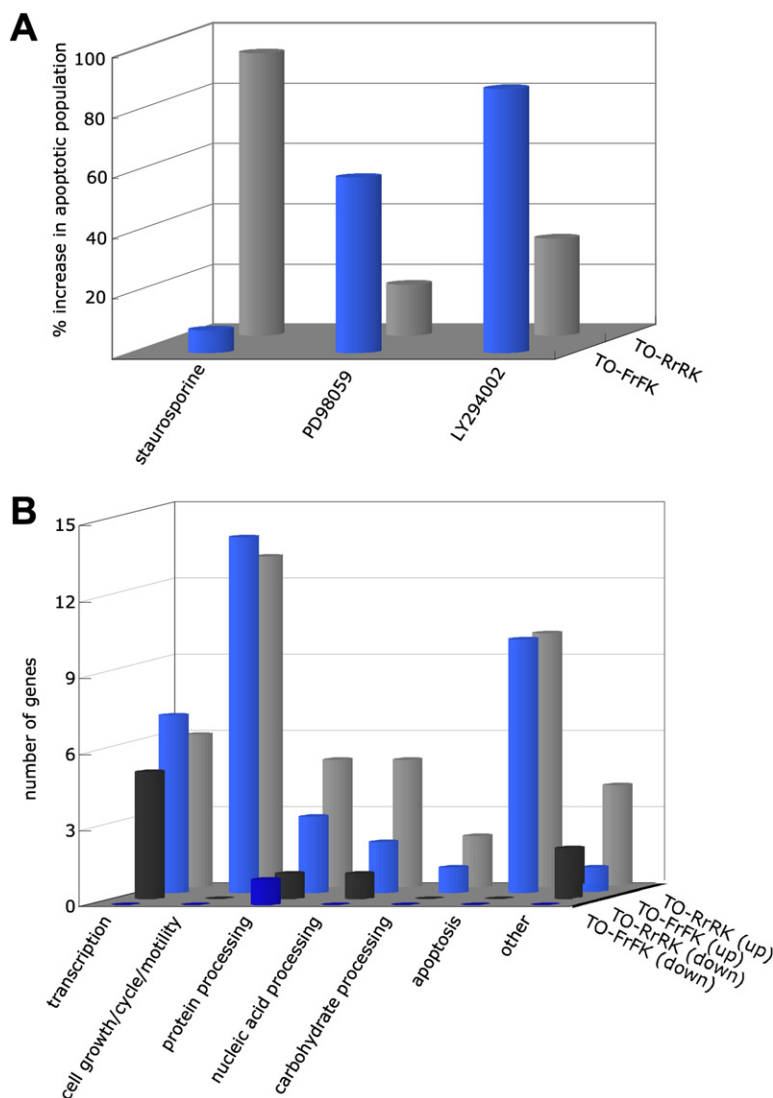 A
% increase in apoptotic population
100
80
60
40
20
staurosporine
PD98059
LY294002
TO-FrFK
TO-RrRK
B
number of genes
15
12
9
6
3
0
transcription
cell growth/cycle/motility
protein processing
nucleic acid processing
carbohydrate processing
apoptosis
other
TO-RrRK (up)
TO-FrFK (up)
TO-RrRK (down)
TO-FrFK (down)